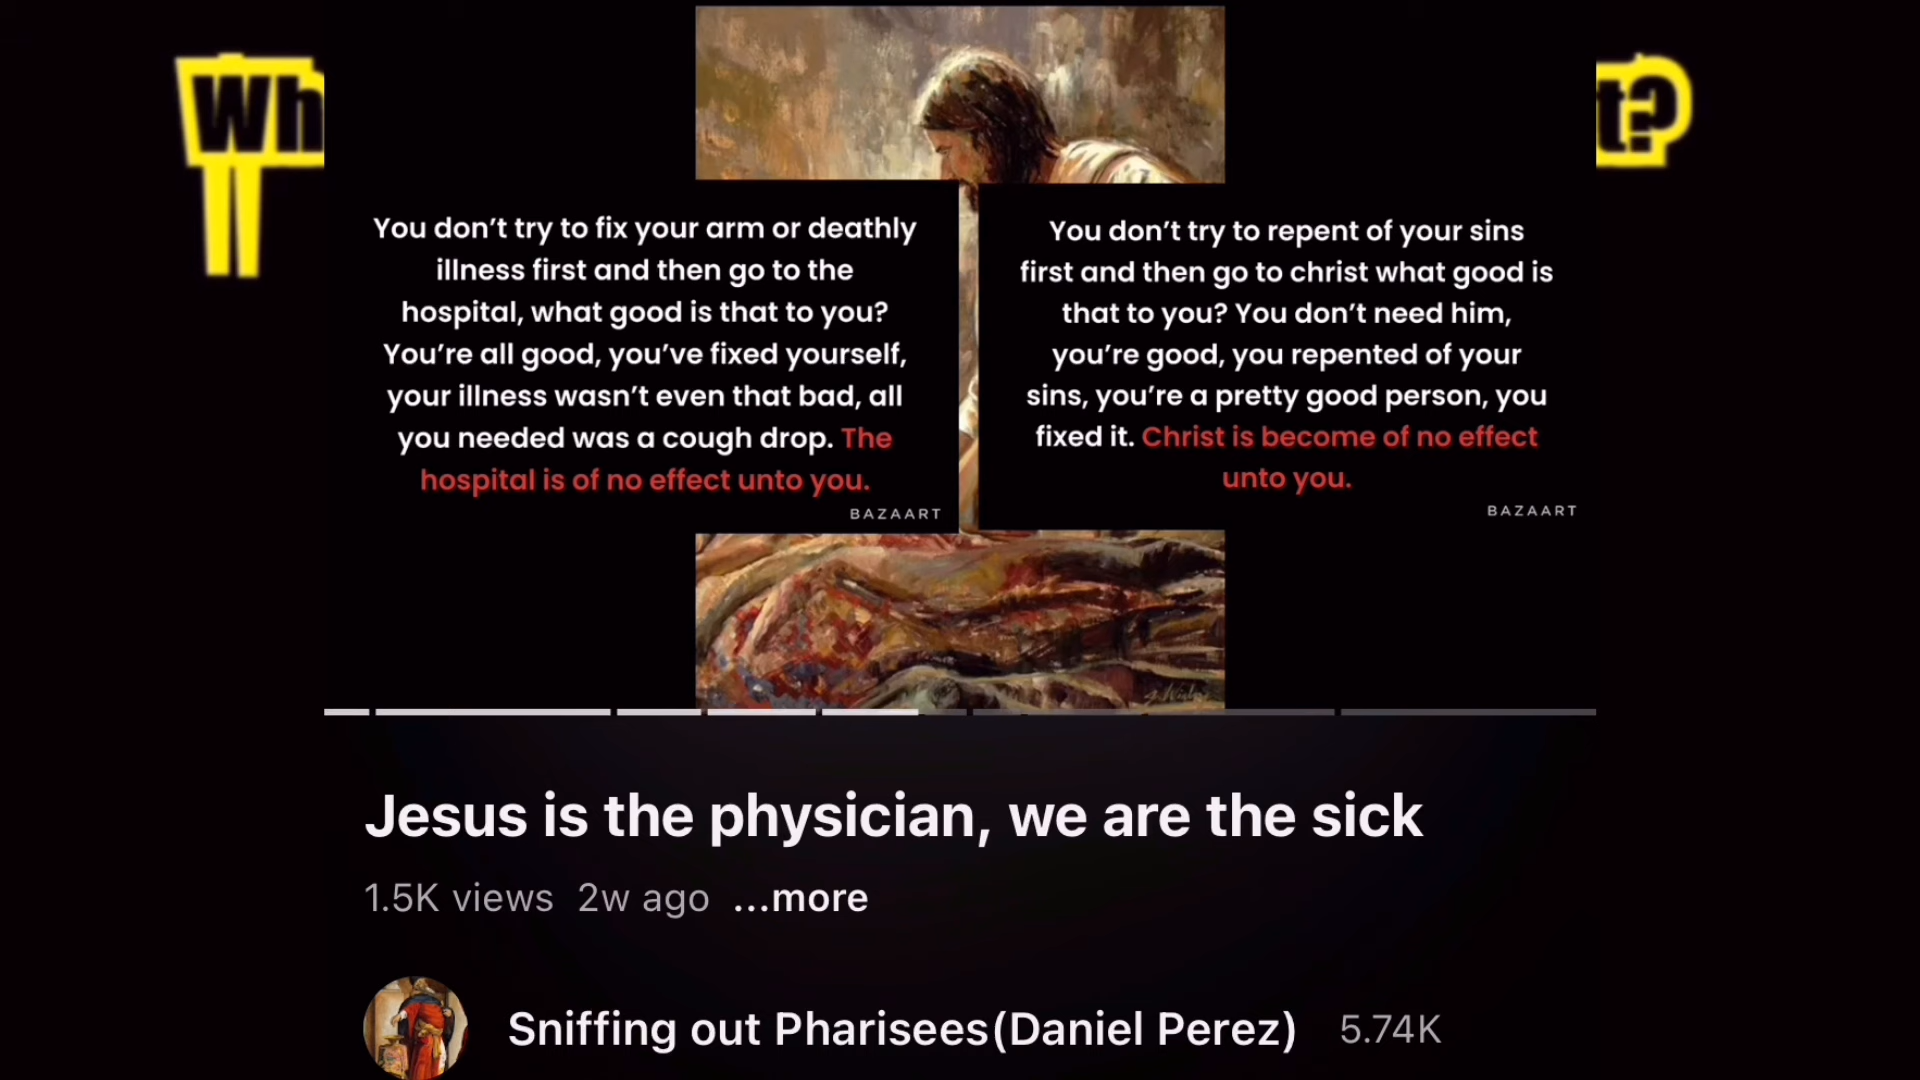 Wh
t?
You don't try to fix your arm or deathly
illness first and then go to the
hospital, what good is that to you?
You're all good, you've fixed yourself,
your illness wasn't even that bad, all
you needed was a cough drop. The
hospital is of no effect unto you.
BAZAART
You don't try to repent of your sins
first and then go to christ what good is
that to you? You don't need him,
you're good, you repented of your
sins, you're a pretty good person, you
fixed it. Christ is become of no effect
unto you.
BAZAART
Jesus is the physician, we are the sick
1.5K views 2w ago ...more
Sniffing out Pharisees(Daniel Perez) 5.74K